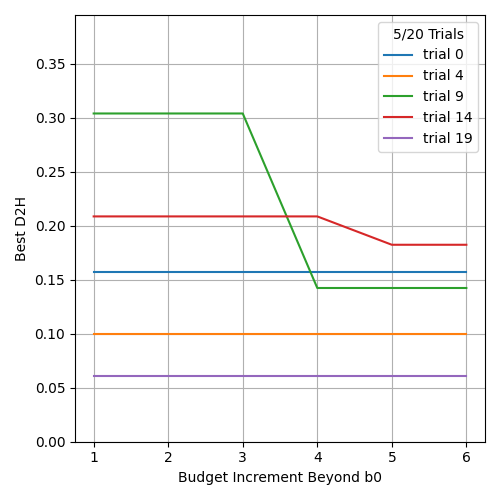 5/20 Trials
trial 0
trial 4
trial 9
trial 14
trial 19
Best D2H
0.35
0.30
0.25
0.20
0.15
0.10
0.05
0.00
1 2 3 4 5 6
Budget Increment Beyond b0